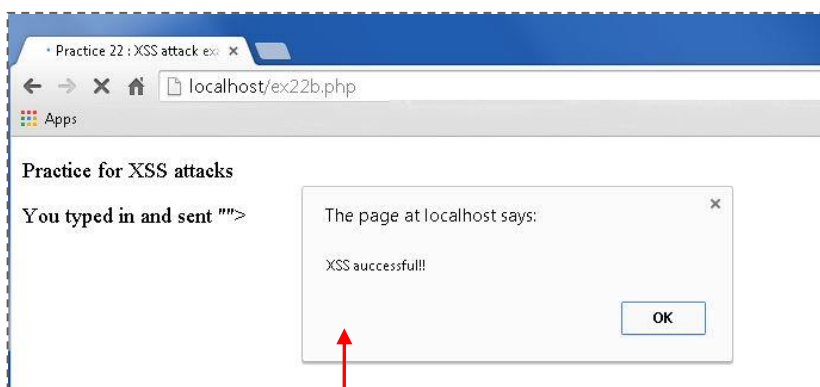 Practice 22 : XSS attack ex
localhost/ex22b.php
Apps
Practice for XSS attacks
You typed in and sent "">
The page at localhost says:
XSS auccessful!!
OK